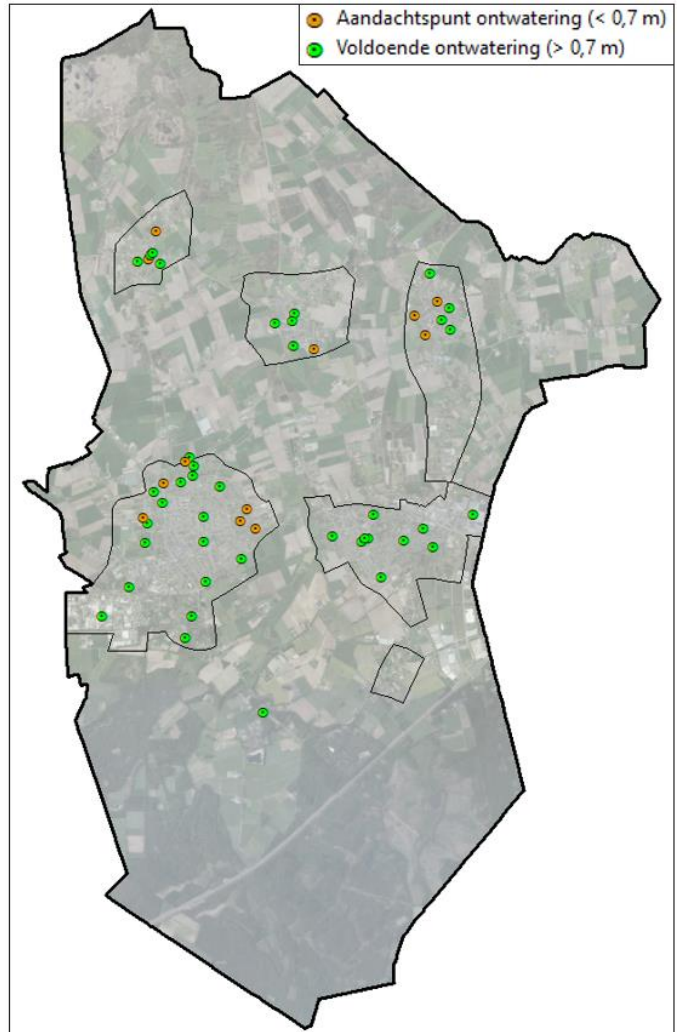 Aandachtspunt ontwatering (< 0,7 m)
Voldoende ontwatering (> 0,7 m)